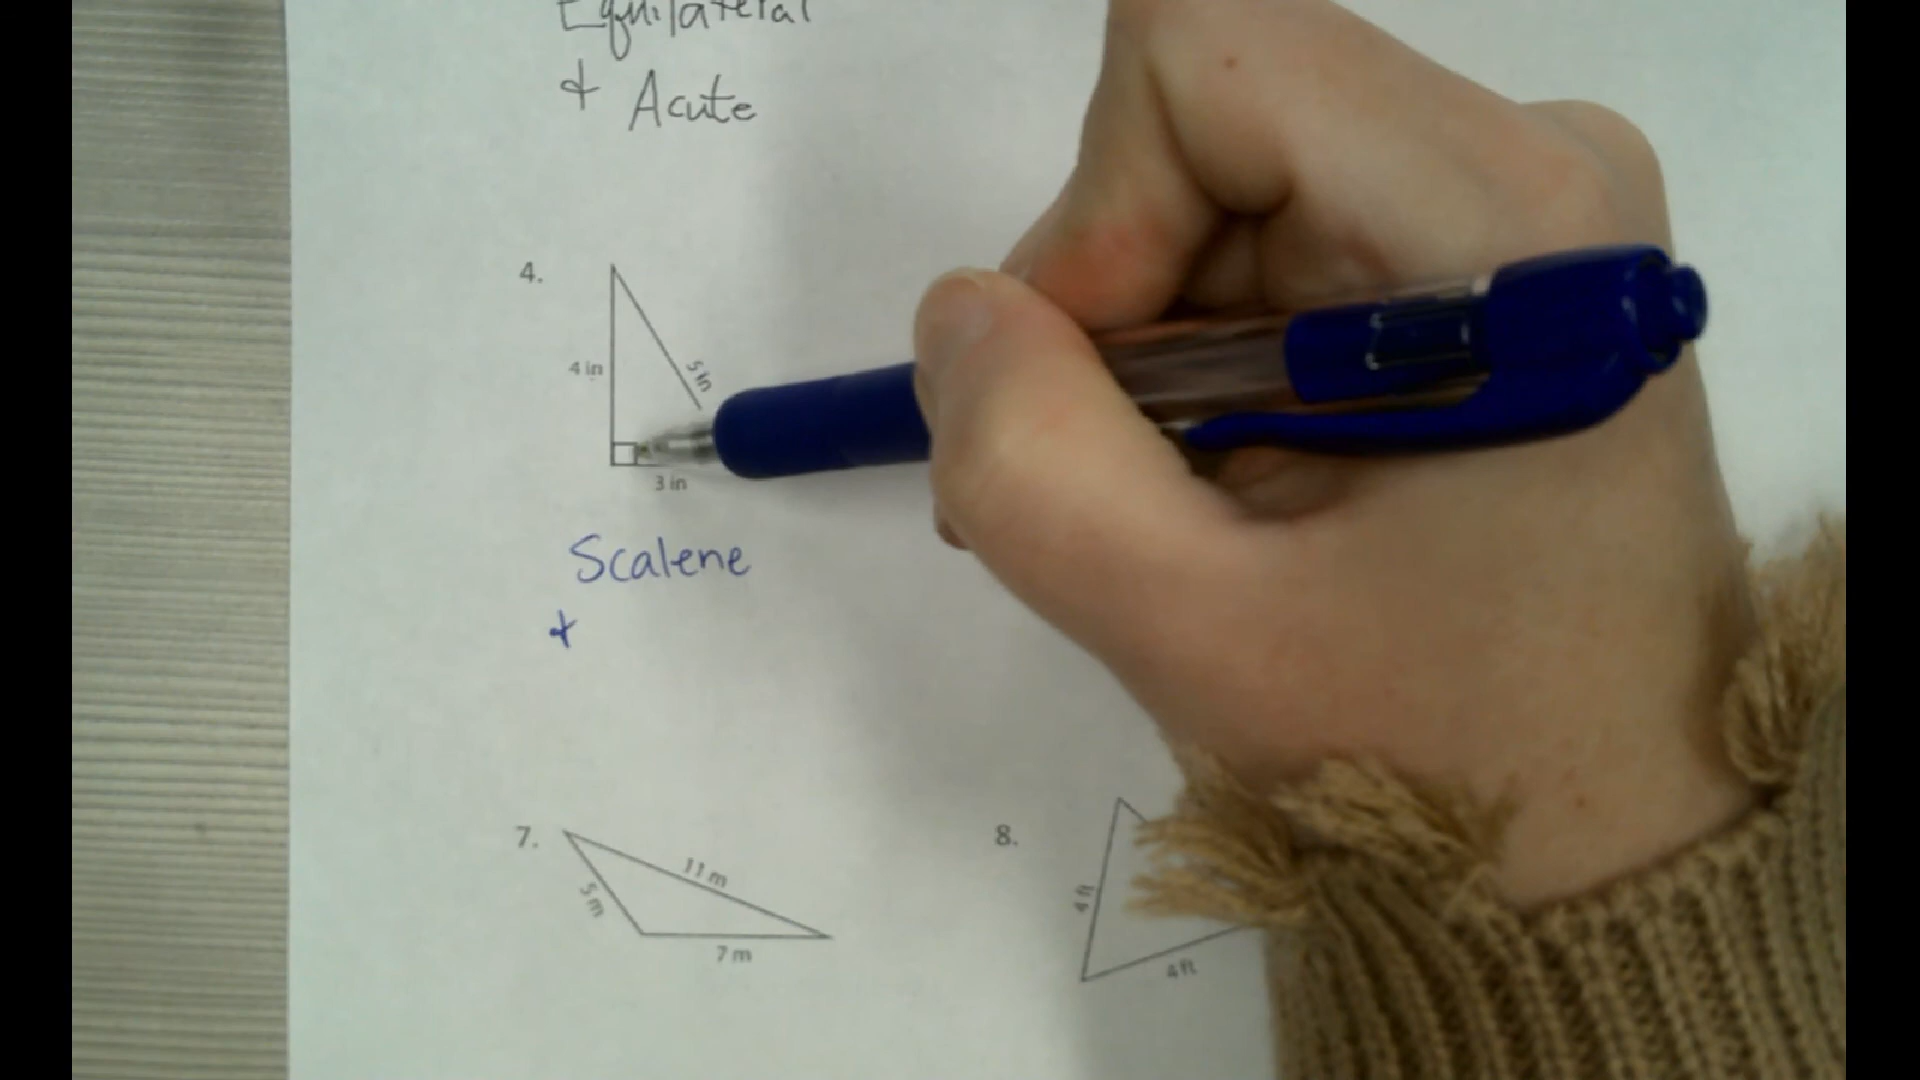 Equilateral
+ Acute
4.
4 in
5 in
3 in
Scalene
+
7.
11 m
5 m
7 m
8.
4 ft
4 ft